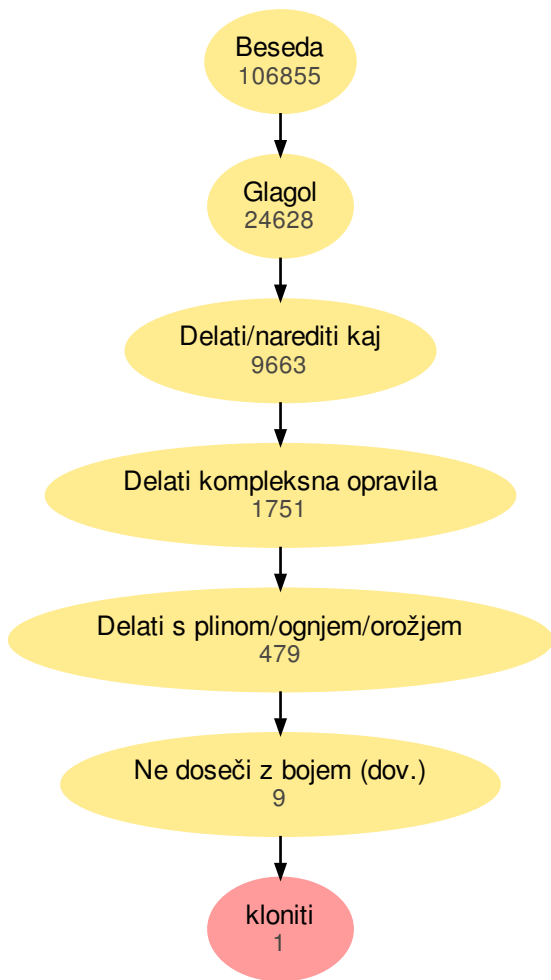 Beseda
106855
Glagol
24628
Delati/narediti kaj
9663
Delati kompleksna opravila
1751
Delati s plinom/ognjem/orožjem
479
Ne doseči z bojem (dov.)
9
kloniti
1